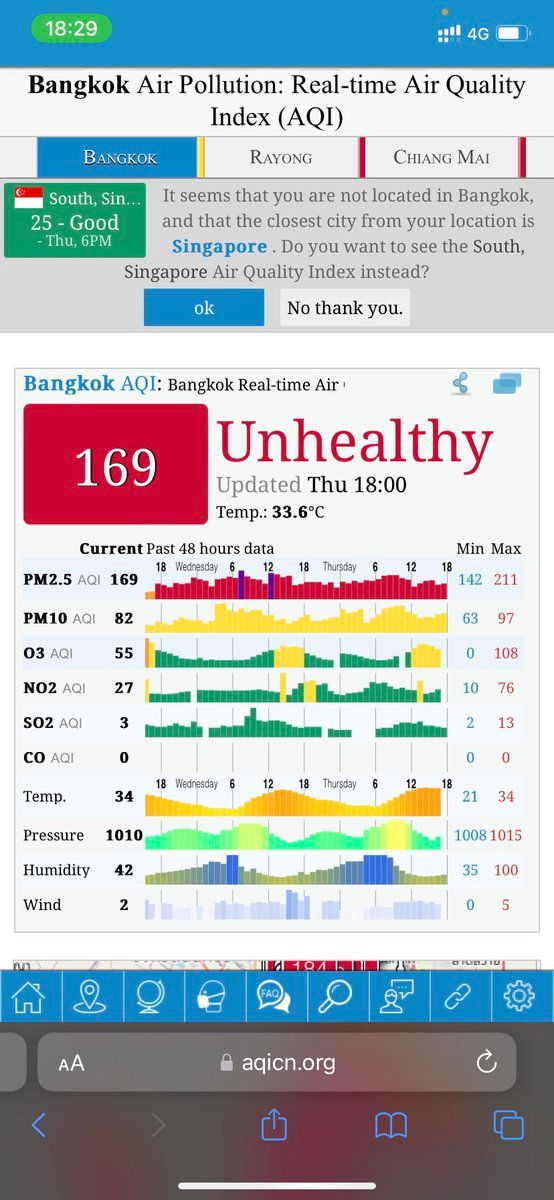 18:29
4G
Bangkok Air Pollution: Real-time Air Quality
Index (AQI)
BANGKOK
RAYONG
CHIANG MAI
South, Sin...
25 - Good
- Thu, 6PM
It seems that you are not located in Bangkok,
and that the closest city from your location is
Singapore . Do you want to see the South,
Singapore Air Quality Index instead?
ok
No thank you.
Bangkok AQI: Bangkok Real-time Air
169
Unhealthy
Updated Thu 18:00
Temp.: 33.6°C
Current Past 48 hours data Min Max
18 Wednesday 6 12 18 Thursday 6 12 18
PM2.5 AQI 169 142 211
PM10 AQI 82 63 97
O3 AQI 55 0 108
NO2 AQI 27 10 76
SO2 AQI 3 2 13
CO AQI 0 0 0
18 Wednesday 6 12 18 Thursday 6 12 18
Temp. 34 21 34
Pressure 1010 1008 1015
Humidity 42 35 100
Wind 2 0 5
FAQ
AA
aqicn.org